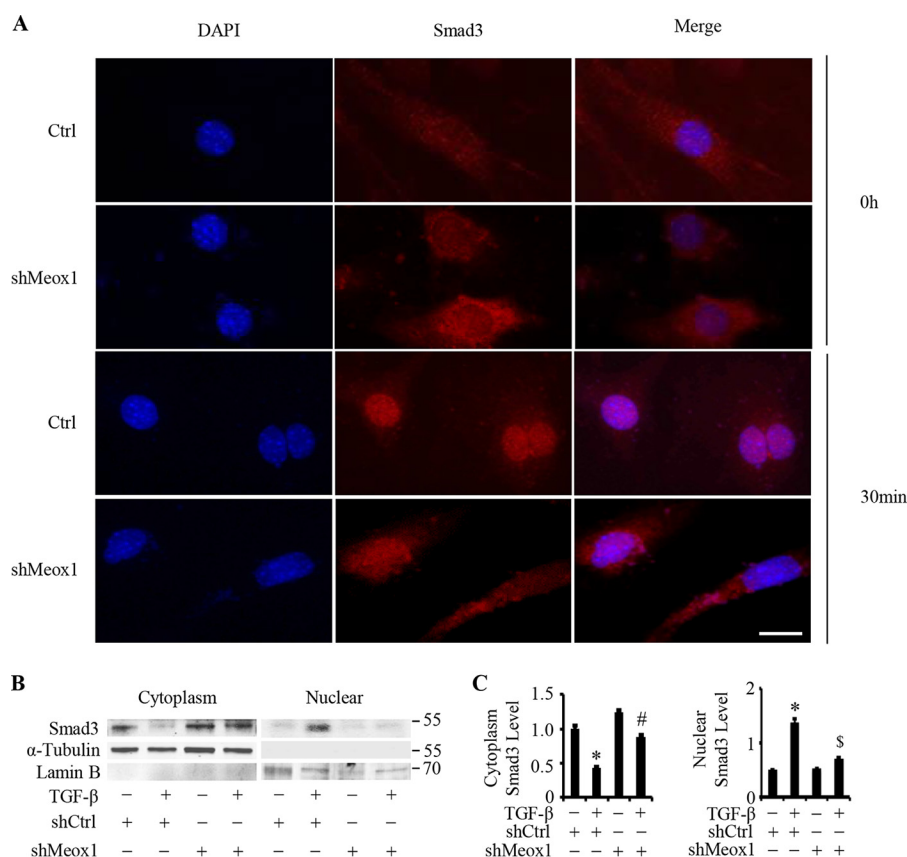 A
DAPI Smad3 Merge
Ctrl
0h
shMeox1
Ctrl
30min
shMeox1
B
Cytoplasm Nuclear
Smad3 55
α-Tubulin 55
Lamin B 70
TGF-β − + − + − + − +
shCtrl + + − − + + − −
shMeox1 − − + + − − + +
C
Cytoplasm
Smad3 Level
1.5
1.0
0.5
0
* #
TGF-β − + − +
shCtrl + + − −
shMeox1 − − + +
Nuclear
Smad3 Level
2
1
0
* $
TGF-β − + − +
shCtrl + + − −
shMeox1 − − + +